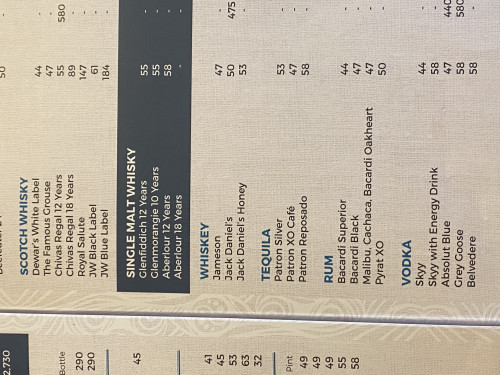 2.730
Bottle
290
290
45
41
45
53
63
32
Pint
49
49
49
55
58
50
SCOTCH WHISKY
Dewar's White Label 44 -
The Famous Grouse 47 -
Chivas Regal 12 Years 55 580
Chivas Regal 18 Years 89 -
Royal Salute 147 -
JW Black Label 61 -
JW Blue Label 184 -
SINGLE MALT WHISKY
Glenfiddich 12 Years 55 -
Glenmorangie 10 Years 55 -
Aberlour 12 Years 58 -
Aberlour 18 Years - -
WHISKEY
Jameson 47 -
Jack Daniel's 50 475
Jack Daniel's Honey 53 -
TEQUILA
Patron Silver 53 -
Patron XO Café 47 -
Patron Reposado 58 -
RUM
Bacardi Superior 44 -
Bacardi Black 47 -
Malibu, Cachaca, Bacardi Oakheart 47 -
Pyrat XO 50 -
VODKA
Skyy 44 -
Skyy with Energy Drink 58 -
Absolut Blue 47 440
Grey Goose 58 580
Belvedere 58 -